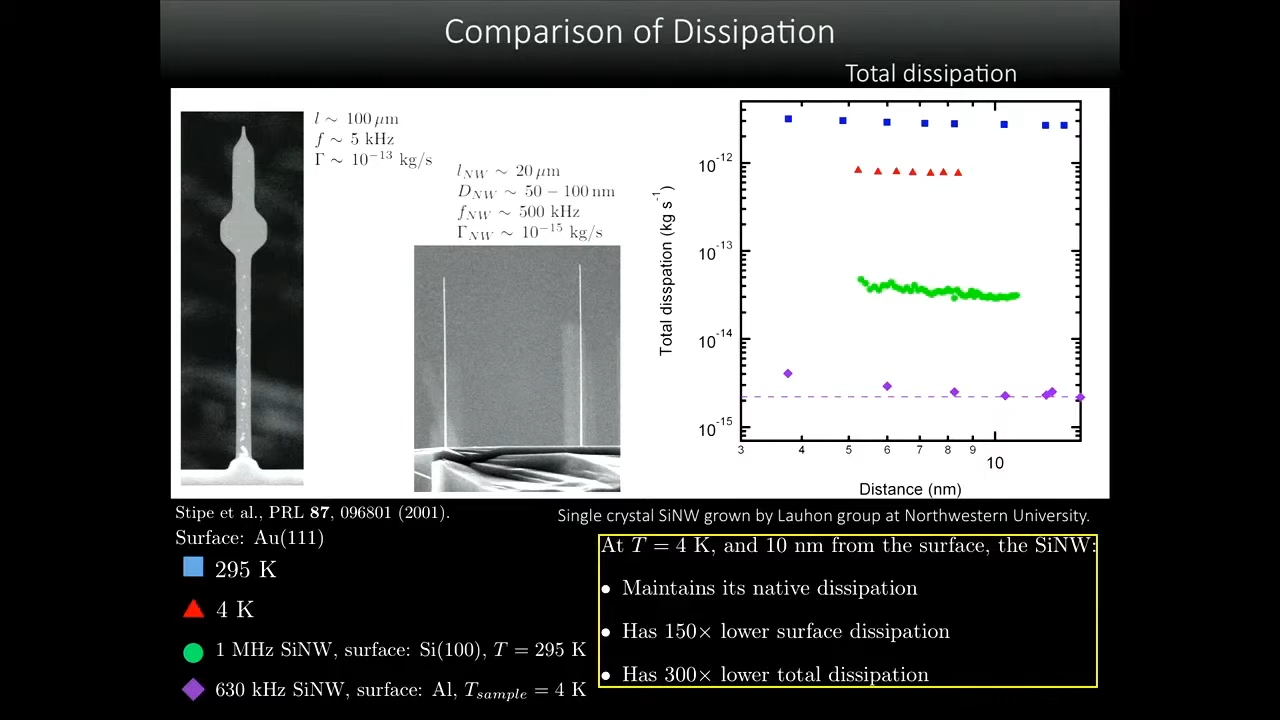 Comparison of Dissipation
Total dissipation
l ∼ 100 μm
f ∼ 5 kHz
Γ ∼ 10⁻¹³ kg/s
l_NW ∼ 20 μm
D_NW ∼ 50 − 100 nm
f_NW ∼ 500 kHz
Γ_NW ∼ 10⁻¹⁵ kg/s
Total disspation (kg s⁻¹)
10⁻¹²
10⁻¹³
10⁻¹⁴
10⁻¹⁵
3 4 5 6 7 8 9
10
Distance (nm)
Stipe et al., PRL 87, 096801 (2001).
Surface: Au(111)
295 K
4 K
1 MHz SiNW, surface: Si(100), T = 295 K
630 kHz SiNW, surface: Al, T_sample = 4 K
Single crystal SiNW grown by Lauhon group at Northwestern University.
At T = 4 K, and 10 nm from the surface, the SiNW:
• Maintains its native dissipation
• Has 150× lower surface dissipation
• Has 300× lower total dissipation